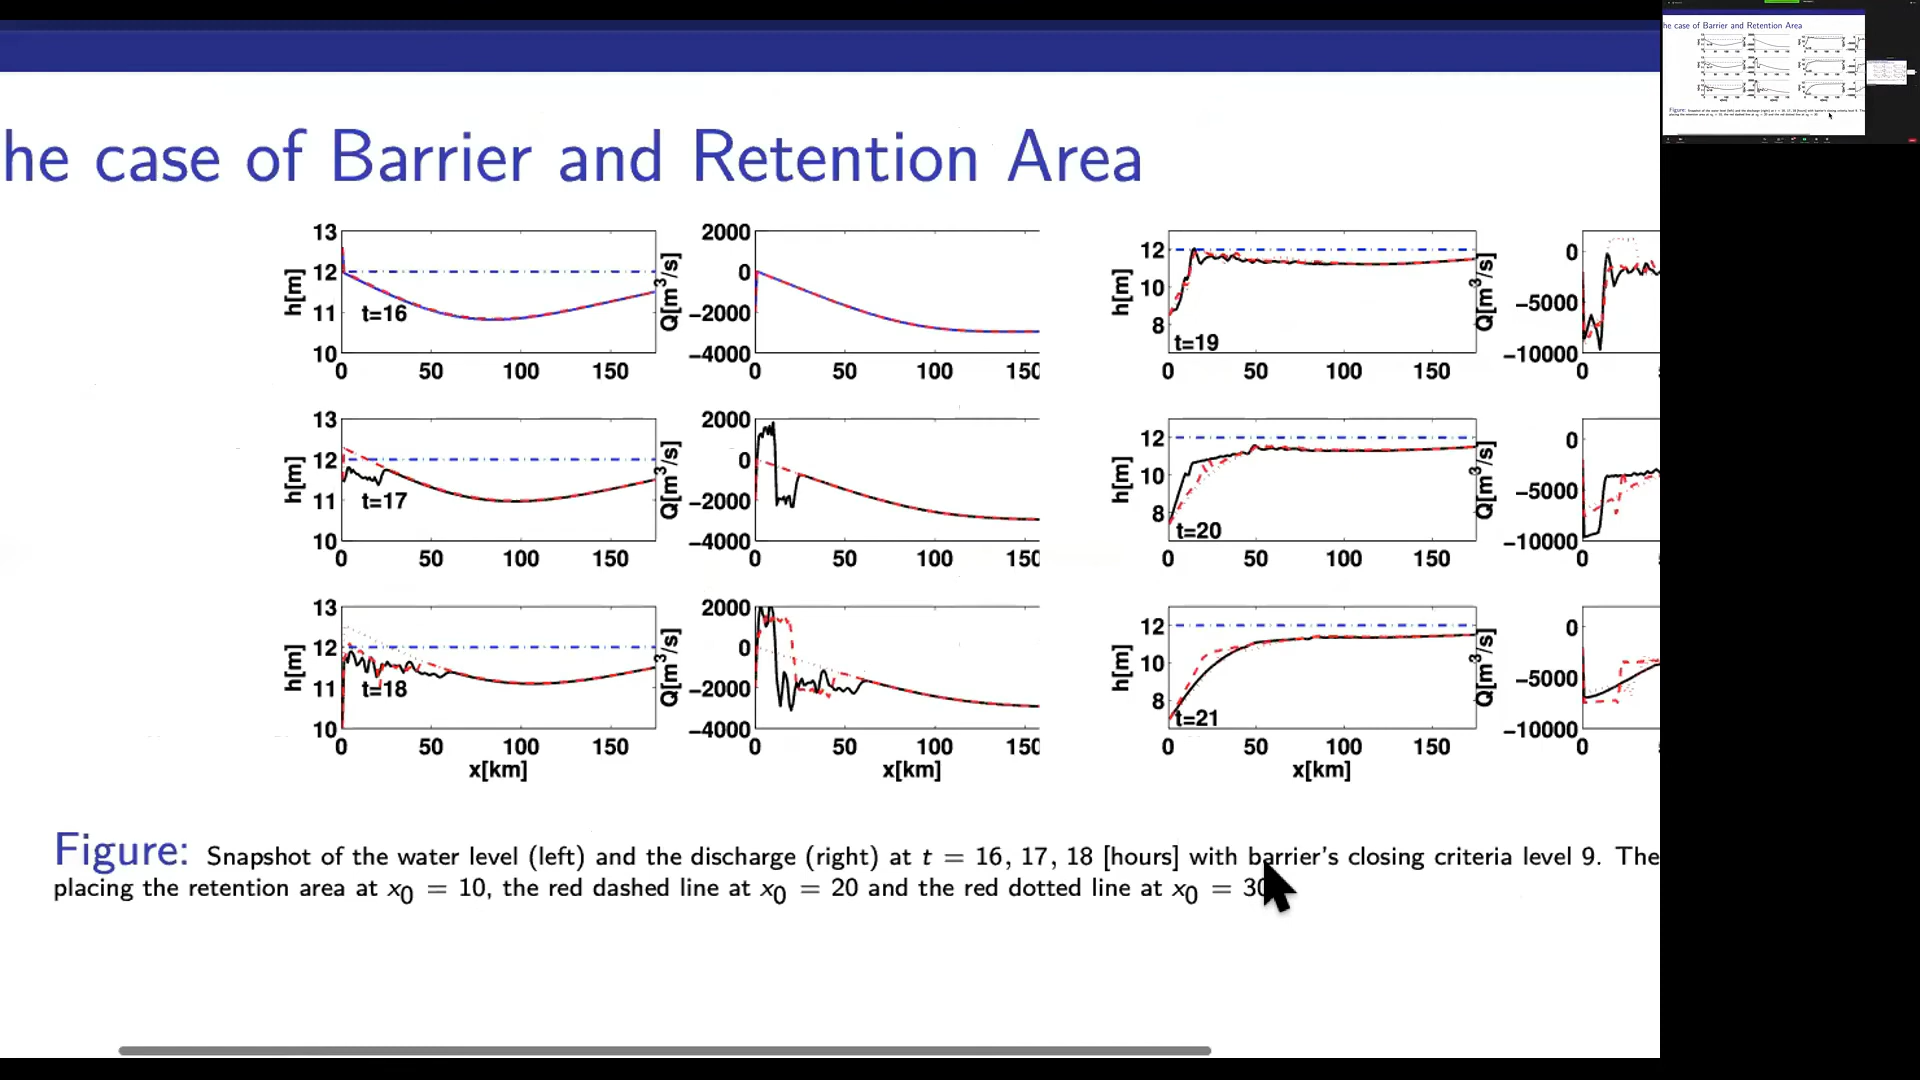 he case of Barrier and Retention Area
13
12
11
10
h[m]
t=16
0 50 100 150
2000
0
−2000
−4000
Q[m³/s]
0 50 100 150
12
10
8
h[m]
t=19
0 50 100 150
0
−5000
−10000
Q[m³/s]
0
13
12
11
10
h[m]
t=17
0 50 100 150
2000
0
−2000
−4000
Q[m³/s]
0 50 100 150
12
10
8
h[m]
t=20
0 50 100 150
0
−5000
−10000
Q[m³/s]
0
13
12
11
10
h[m]
t=18
0 50 100 150
x[km]
2000
0
−2000
−4000
Q[m³/s]
0 50 100 150
x[km]
12
10
8
h[m]
t=21
0 50 100 150
x[km]
0
−5000
−10000
Q[m³/s]
0
Figure: Snapshot of the water level (left) and the discharge (right) at t = 16, 17, 18 [hours] with barrier's closing criteria level 9. The
placing the retention area at x₀ = 10, the red dashed line at x₀ = 20 and the red dotted line at x₀ = 30
he case of Barrier and Retention Area